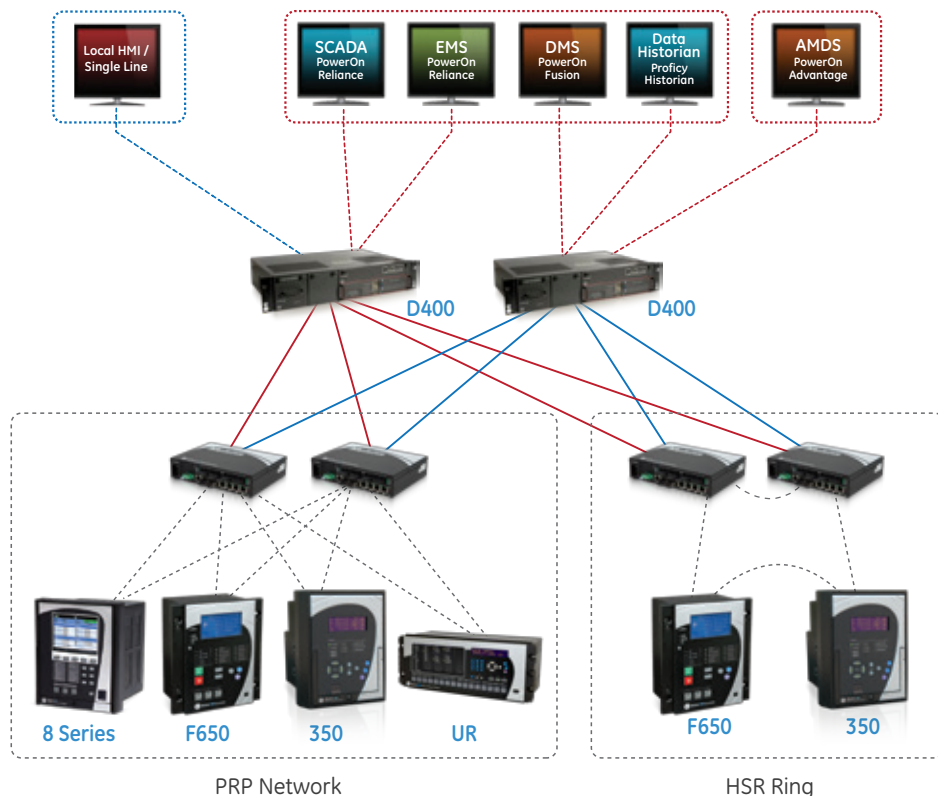 Local HMI /
Single Line
SCADA
PowerOn
Reliance
EMS
PowerOn
Reliance
DMS
PowerOn
Fusion
Data
Historian
Proficy
Historian
AMDS
PowerOn
Advantage
D400
D400
8 Series
F650
350
UR
F650
350
PRP Network
HSR Ring